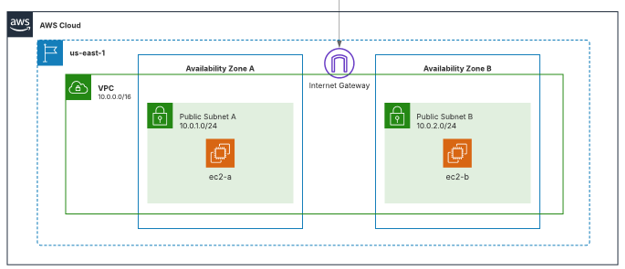 aws
AWS Cloud
us-east-1
Availability Zone A
Availability Zone B
Internet Gateway
VPC
10.0.0.0/16
Public Subnet A
10.0.1.0/24
ec2-a
Public Subnet B
10.0.2.0/24
ec2-b